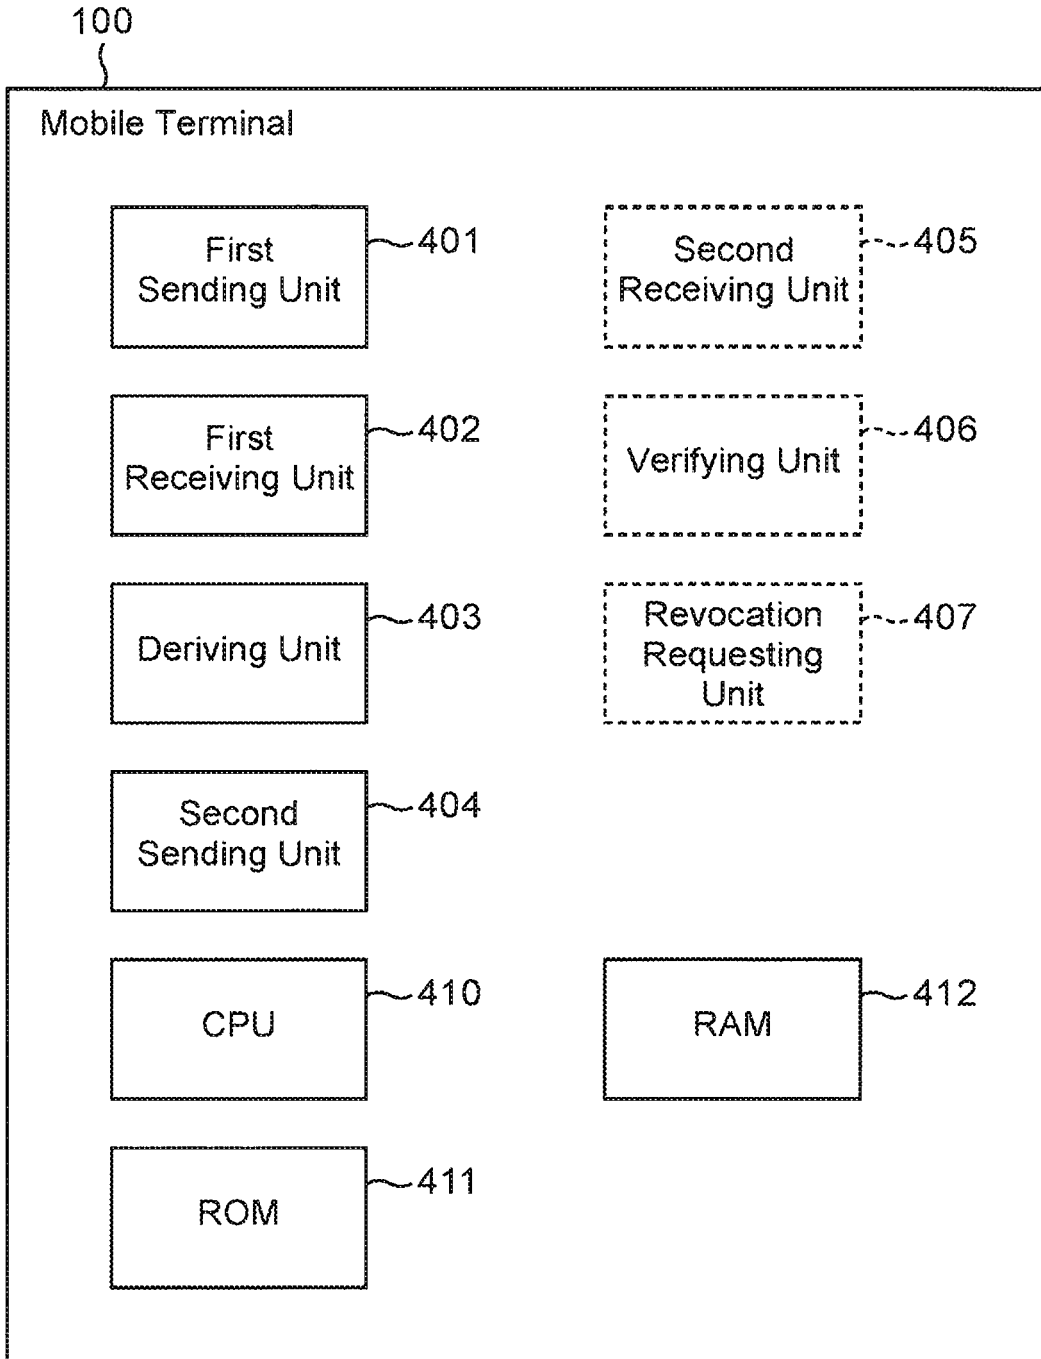 100
Mobile Terminal
First
Sending Unit
401
Second
Receiving Unit
405
First
Receiving Unit
402
Verifying Unit
406
Deriving Unit
403
Revocation
Requesting
Unit
407
Second
Sending Unit
404
CPU
410
RAM
412
ROM
411